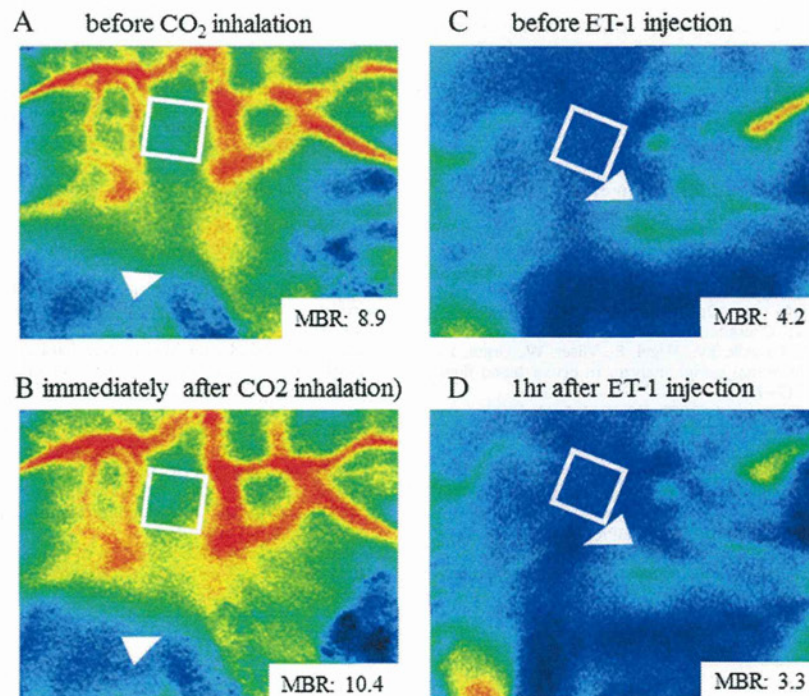 A before CO₂ inhalation
MBR: 8.9
B immediately after CO2 inhalation)
MBR: 10.4
C before ET-1 injection
MBR: 4.2
D 1hr after ET-1 injection
MBR: 3.3